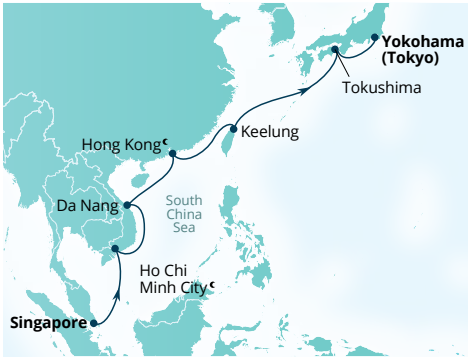 Yokohama
(Tokyo)
Tokushima
Keelung
Hong Kong☾
Da Nang
South
China
Sea
Ho Chi
Minh City☾
Singapore